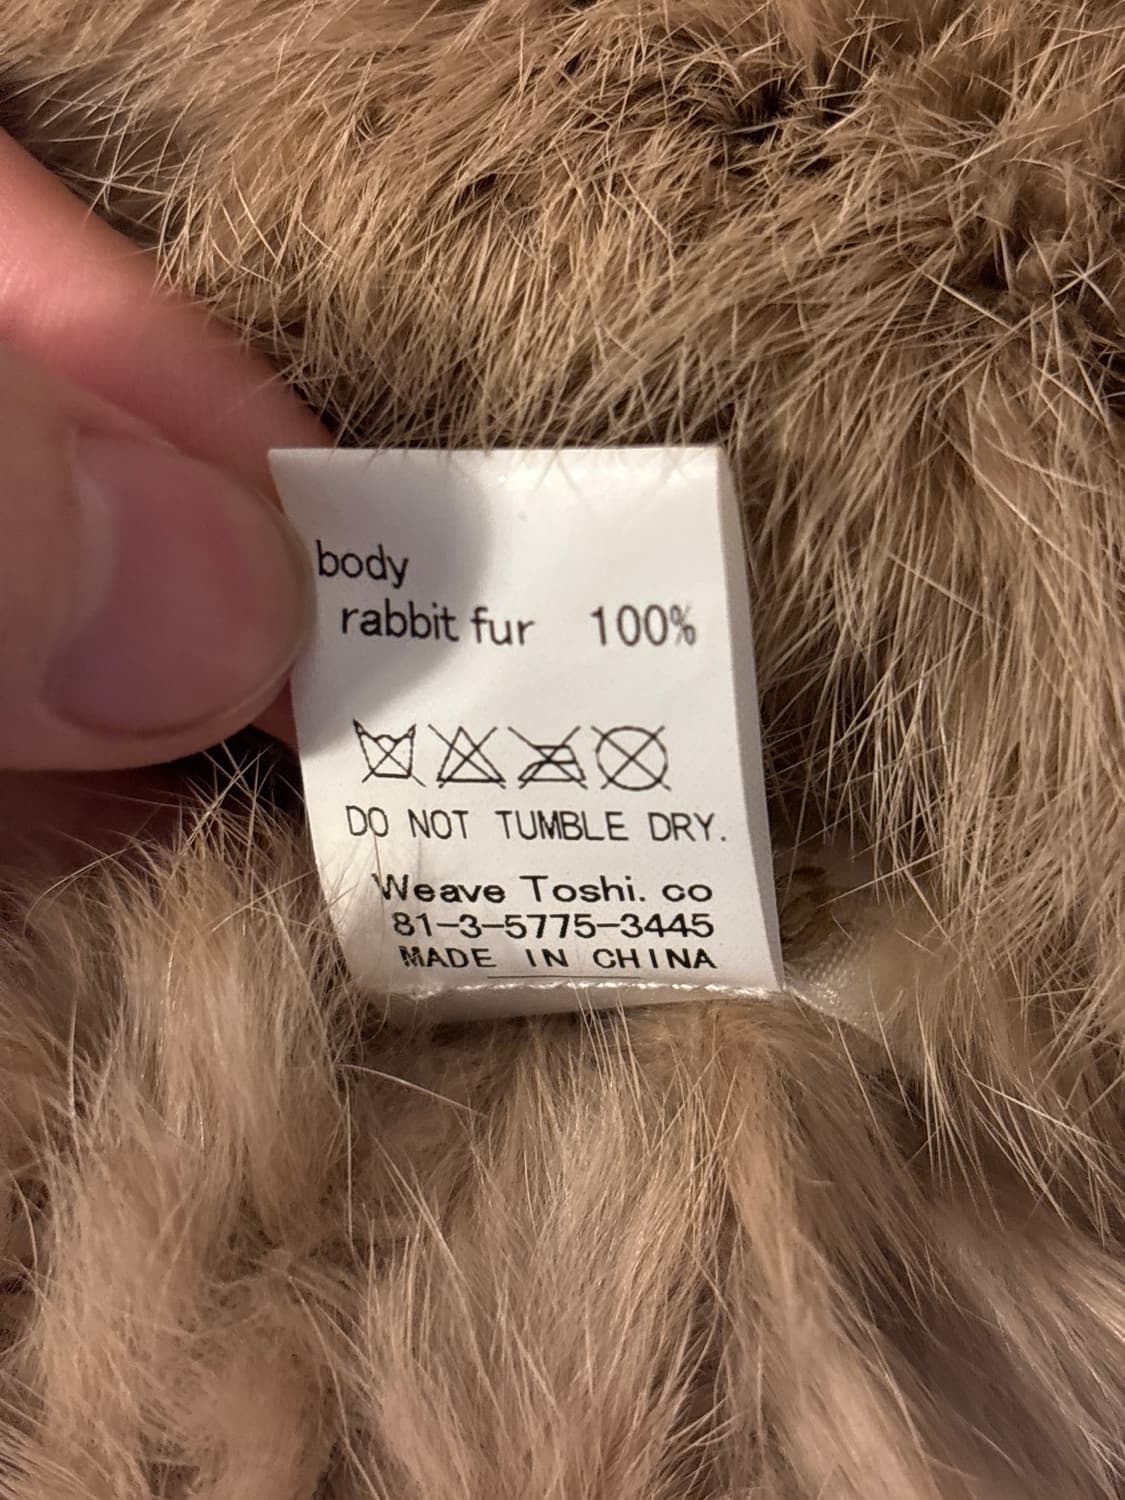 body
rabbit fur 100%
DO NOT TUMBLE DRY.
Weave Toshi. co
81-3-5775-3445
MADE IN CHINA